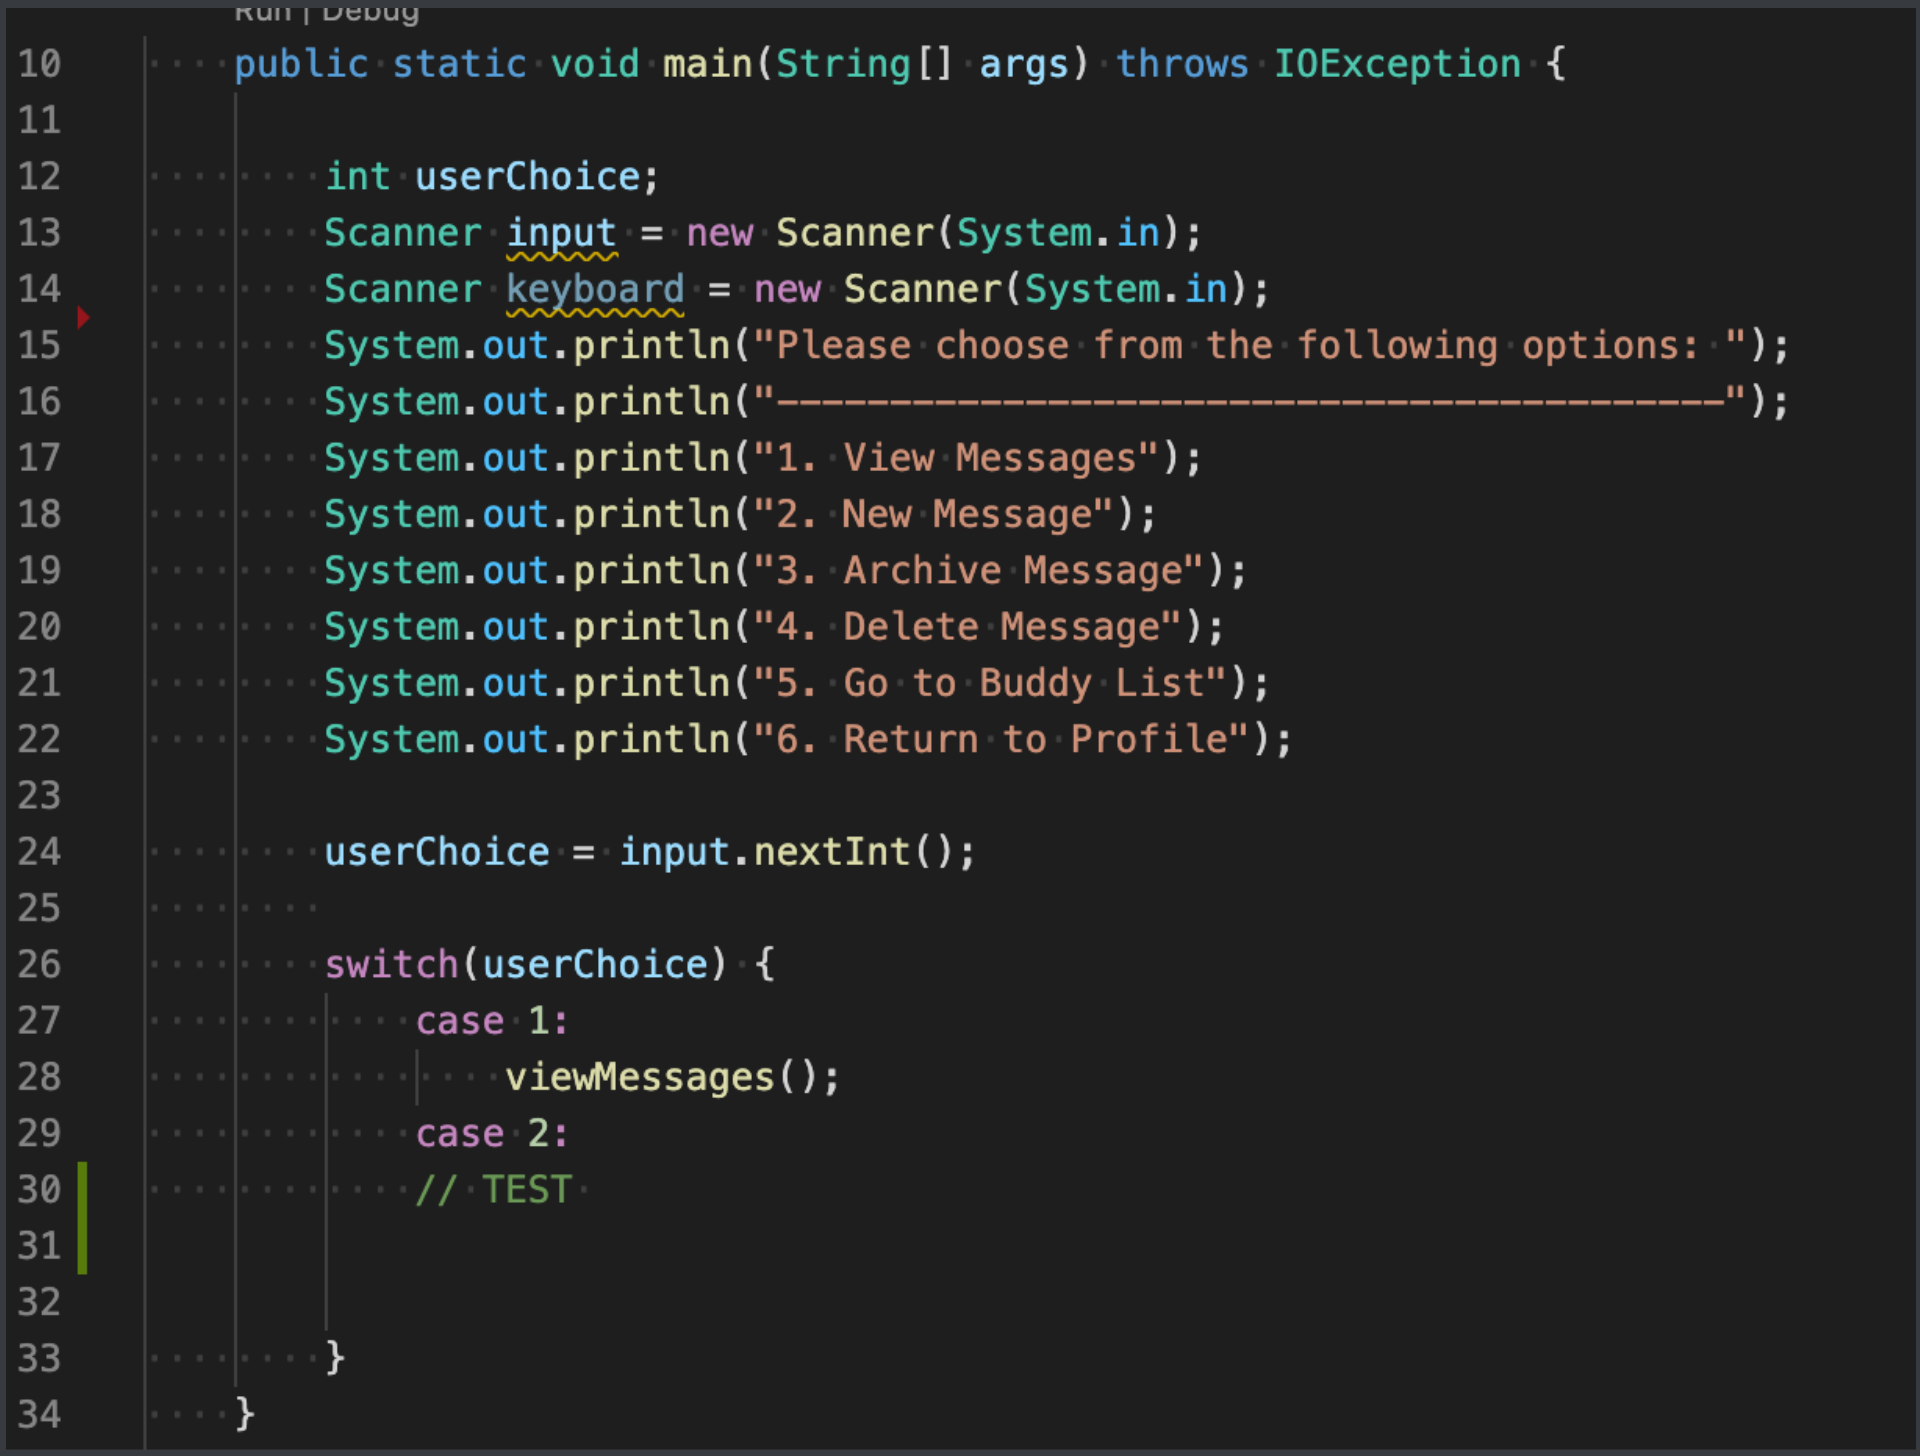 Run | Debug
10 public static void main(String[] args) throws IOException {
11
12 int userChoice;
13 Scanner input = new Scanner(System.in);
14 Scanner keyboard = new Scanner(System.in);
15 System.out.println("Please choose from the following options: ");
16 System.out.println("------------------------------------------");
17 System.out.println("1. View Messages");
18 System.out.println("2. New Message");
19 System.out.println("3. Archive Message");
20 System.out.println("4. Delete Message");
21 System.out.println("5. Go to Buddy List");
22 System.out.println("6. Return to Profile");
23
24 userChoice = input.nextInt();
25
26 switch(userChoice) {
27 case 1:
28 viewMessages();
29 case 2:
30 // TEST
31
32
33 }
34 }